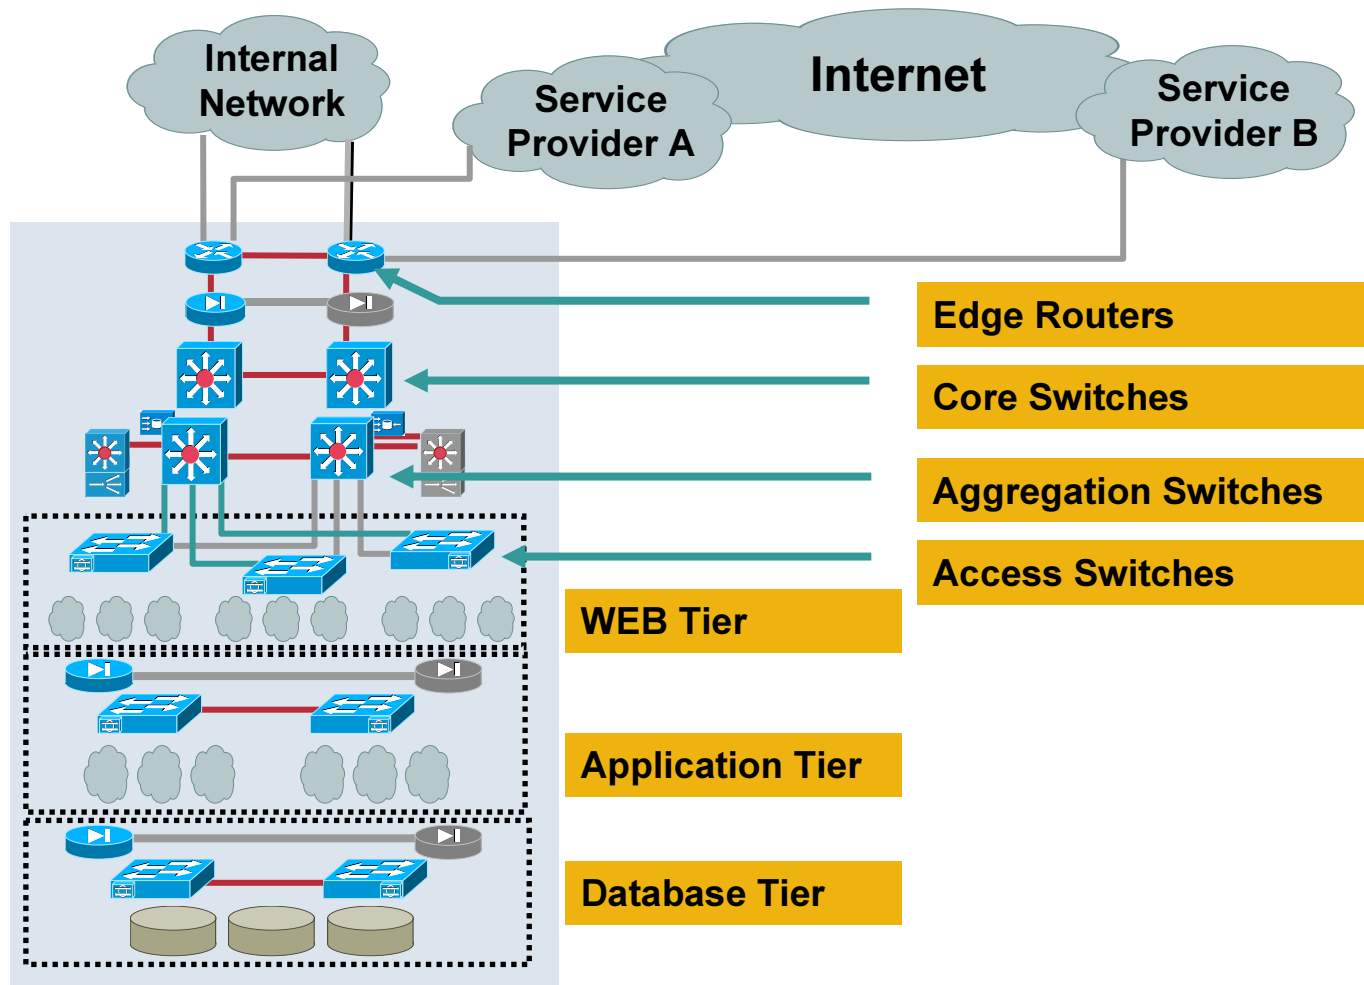 Internal
Network
Service
Provider A
Internet
Service
Provider B
Edge Routers
Core Switches
Aggregation Switches
Access Switches
WEB Tier
Application Tier
Database Tier